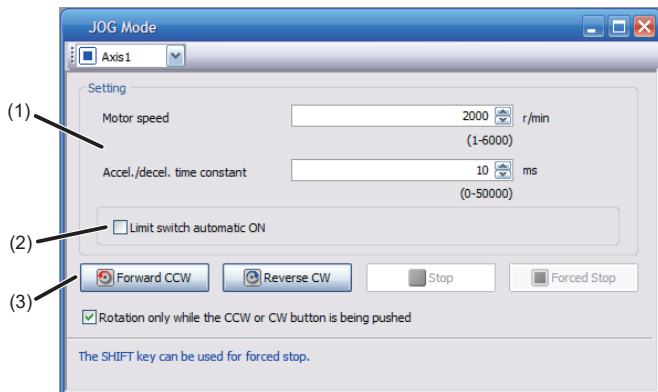 JOG Mode
Axis1
Setting
(1)
Motor speed 2000 r/min
(1-6000)
Accel./decel. time constant 10 ms
(0-50000)
(2)
Limit switch automatic ON
(3)
Forward CCW Reverse CW Stop Forced Stop
Rotation only while the CCW or CW button is being pushed
The SHIFT key can be used for forced stop.